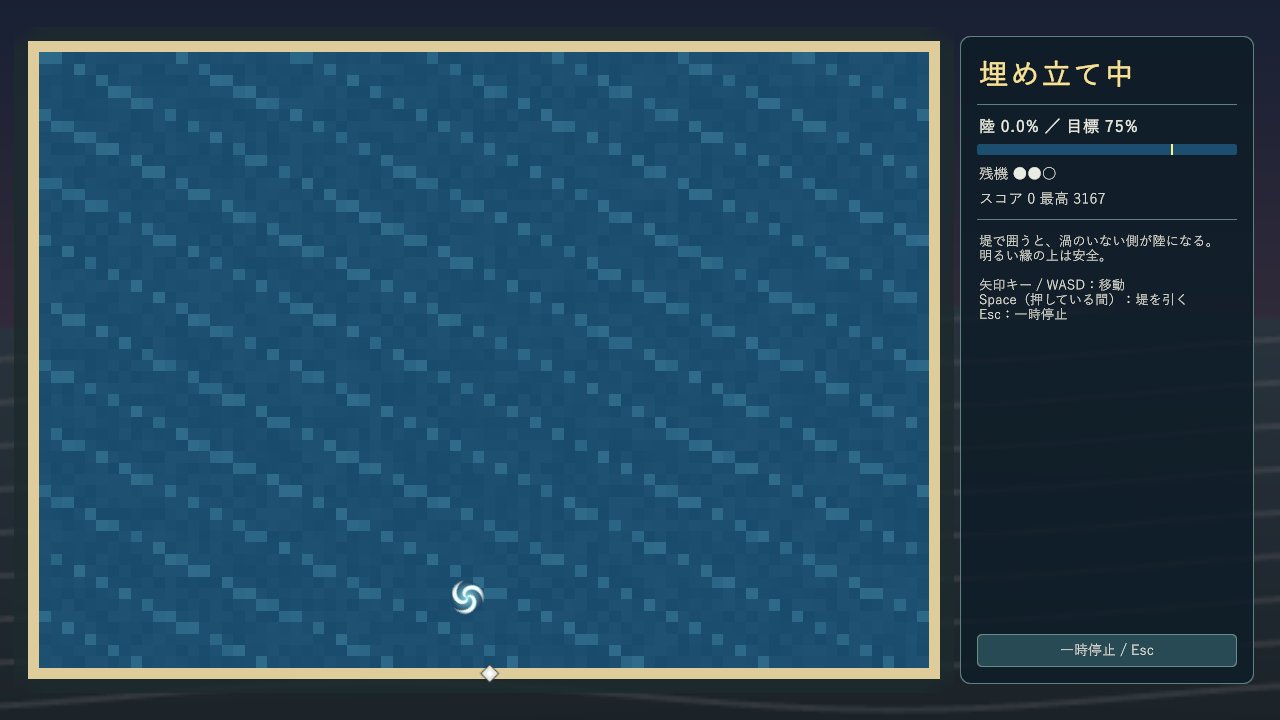 埋め立て中
陸 0.0% ／ 目標 75%
残機 ●●○
スコア 0 最高 3167
堤で囲うと、渦のいない側が陸になる。
明るい縁の上は安全。
矢印キー / WASD：移動
Space（押している間）：堤を引く
Esc：一時停止
一時停止 / Esc